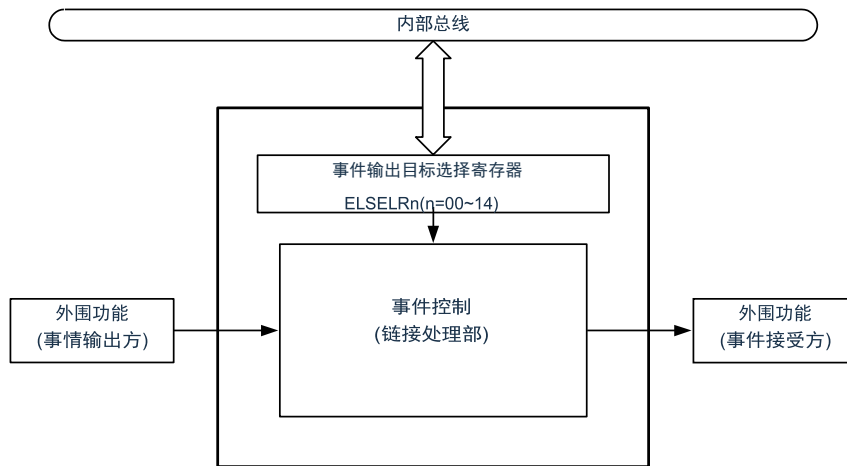 内部总线
事件输出目标选择寄存器
ELSELRn(n=00~14)
事件控制
(链接处理部)
外围功能
(事情输出方)
外围功能
(事件接受方)